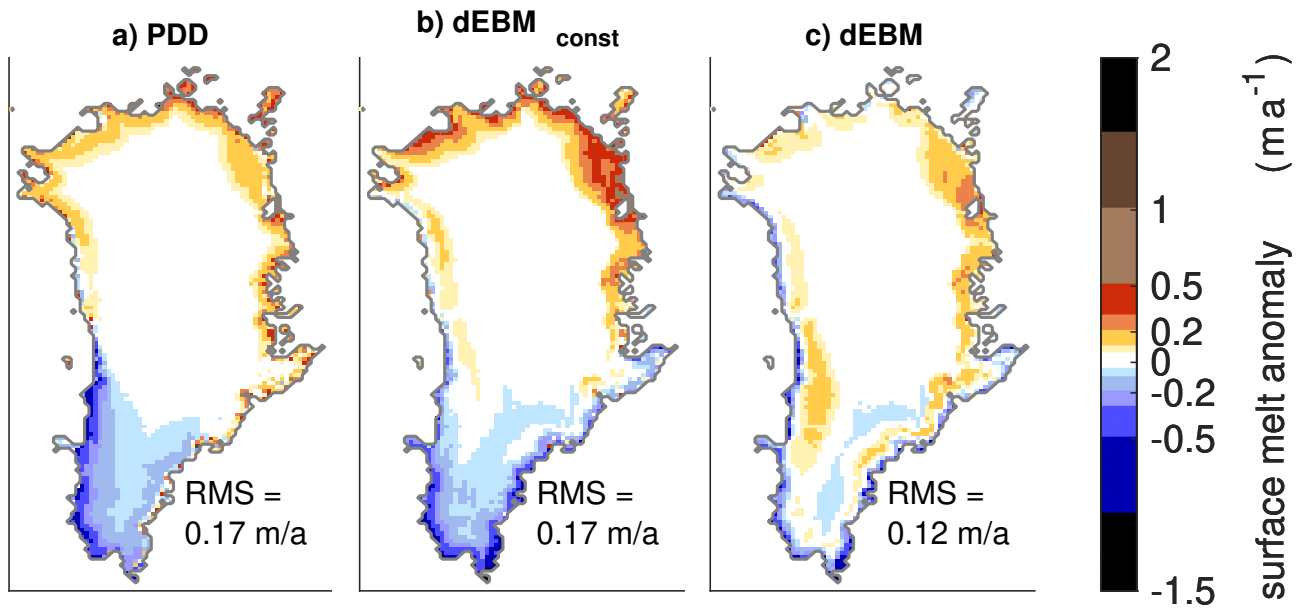 a) PDD
b) dEBM const
c) dEBM
RMS =
0.17 m/a
RMS =
0.17 m/a
RMS =
0.12 m/a
2
1
0.5
0.2
0
-0.2
-0.5
-1.5
surface melt anomaly (m a-1)